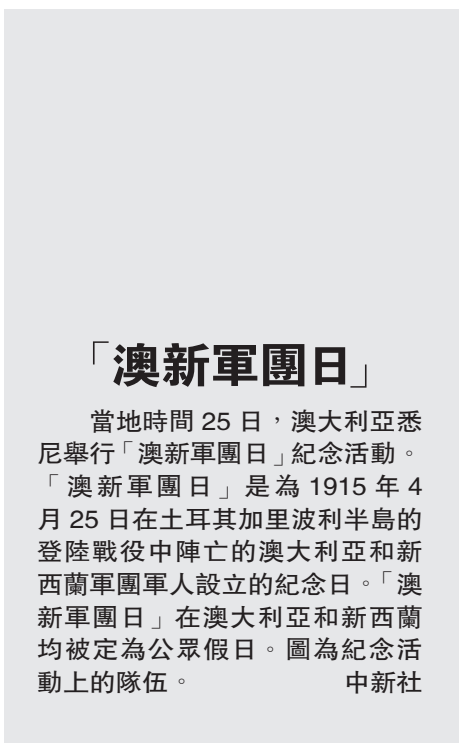 「澳新軍團日」
當地時間 25 日，澳大利亞悉
尼舉行「澳新軍團日」紀念活動。
「澳新軍團日」是為 1915 年 4
月 25 日在土耳其加里波利半島的
登陸戰役中陣亡的澳大利亞和新
西蘭軍團軍人設立的紀念日。「澳
新軍團日」在澳大利亞和新西蘭
均被定為公眾假日。圖為紀念活
動上的隊伍。 中新社